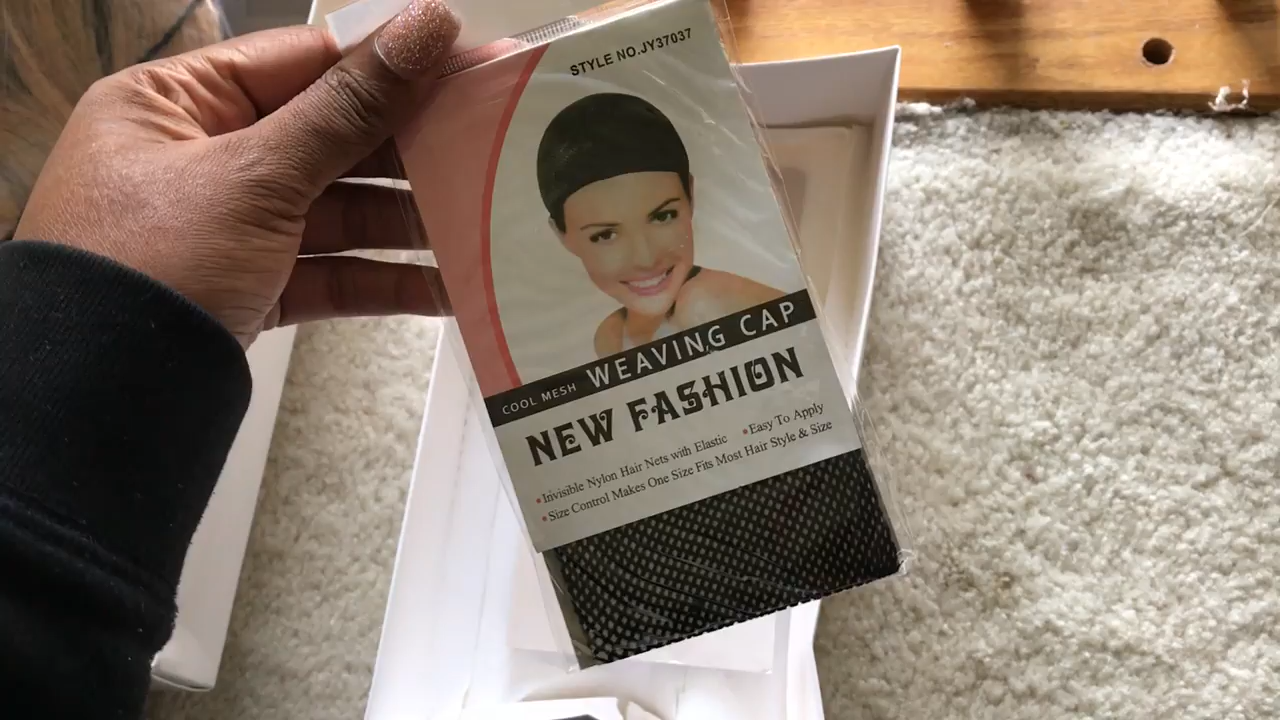 STYLE NO.JY37037
COOL MESH WEAVING CAP
NEW FASHION
•Invisible Nylon Hair Nets with Elastic •Easy To Apply
•Size Control Makes One Size Fits Most Hair Style & Size